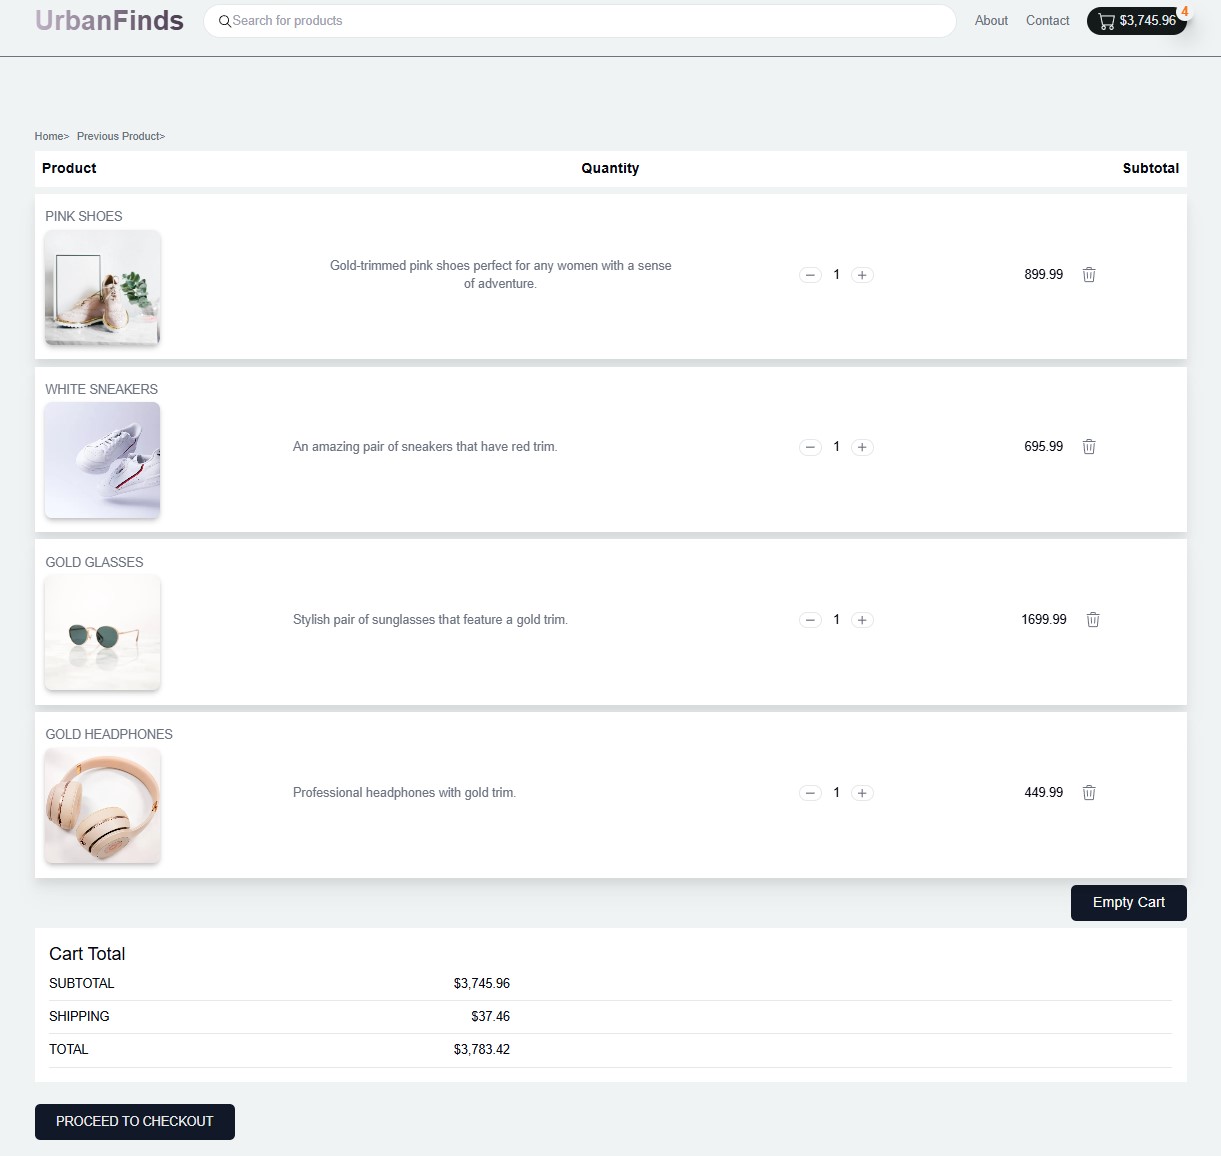 UrbanFinds
Search for products
About
Contact
$3,745.96
4
Home> Previous Product>
Product Quantity Subtotal
PINK SHOES
Gold-trimmed pink shoes perfect for any women with a sense
of adventure.
1
899.99
WHITE SNEAKERS
An amazing pair of sneakers that have red trim.
1
695.99
GOLD GLASSES
Stylish pair of sunglasses that feature a gold trim.
1
1699.99
GOLD HEADPHONES
Professional headphones with gold trim.
1
449.99
Empty Cart
Cart Total
SUBTOTAL $3,745.96
SHIPPING $37.46
TOTAL $3,783.42
PROCEED TO CHECKOUT